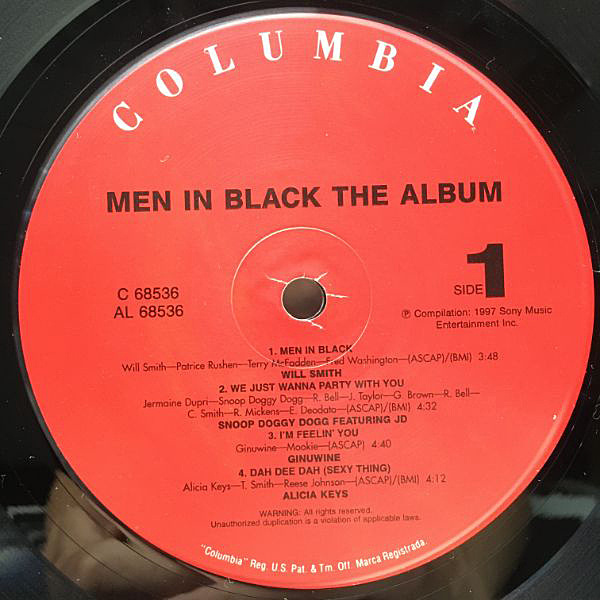 COLUMBIA
MEN IN BLACK THE ALBUM
C 68536
AL 68536
SIDE 1
℗ Compilation: 1997 Sony Music
Entertainment Inc.
1. MEN IN BLACK
Will Smith—Patrice Rushen—Terry McFadden—Fred Washington—(ASCAP)/(BMI) 3:48
WILL SMITH
2. WE JUST WANNA PARTY WITH YOU
Jermaine Dupri—Snoop Doggy Dogg—R. Bell—J. Taylor—G. Brown—R. Bell—
C. Smith—R. Mickens—E. Deodato—(ASCAP)/(BMI) 4:32
SNOOP DOGGY DOGG FEATURING JD
3. I'M FEELIN' YOU
Ginuwine—Mookie—(ASCAP) 4:40
GINUWINE
4. DAH DEE DAH (SEXY THING)
Alicia Keys—T. Smith—Reese Johnson—(ASCAP)/(BMI) 4:12
ALICIA KEYS
WARNING: All rights reserved.
Unauthorized duplication is a violation of applicable laws.
"Columbia" Reg. U.S. Pat. & Tm. Off. Marca Registrada.